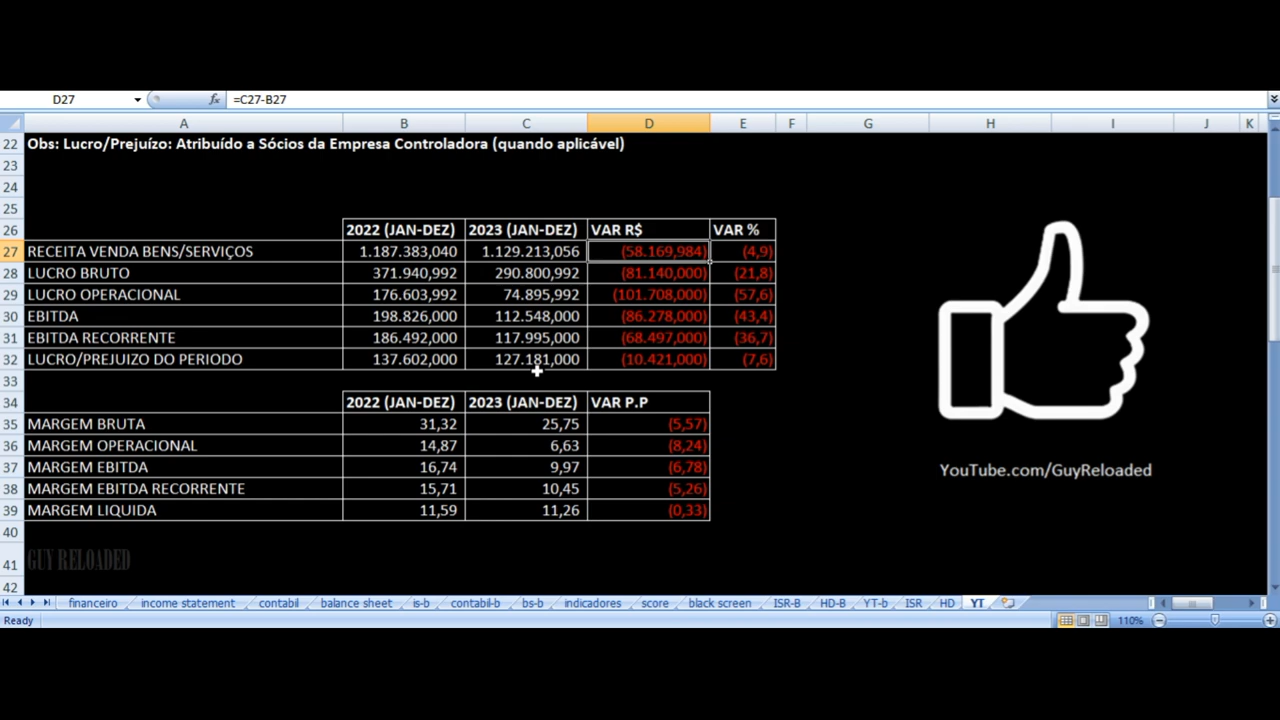 D27 fx =C27-B27
A B C D E F G H I J K
22 Obs: Lucro/Prejuízo: Atribuído a Sócios da Empresa Controladora (quando aplicável)
23
24
25
26 2022 (JAN-DEZ) 2023 (JAN-DEZ) VAR R$ VAR %
27 RECEITA VENDA BENS/SERVIÇOS 1.187.383,040 1.129.213,056 (58.169,984) (4,9)
28 LUCRO BRUTO 371.940,992 290.800,992 (81.140,000) (21,8)
29 LUCRO OPERACIONAL 176.603,992 74.895,992 (101.708,000) (57,6)
30 EBITDA 198.826,000 112.548,000 (86.278,000) (43,4)
31 EBITDA RECORRENTE 186.492,000 117.995,000 (68.497,000) (36,7)
32 LUCRO/PREJUIZO DO PERIODO 137.602,000 127.181,000 (10.421,000) (7,6)
33
34 2022 (JAN-DEZ) 2023 (JAN-DEZ) VAR P.P
35 MARGEM BRUTA 31,32 25,75 (5,57)
36 MARGEM OPERACIONAL 14,87 6,63 (8,24)
37 MARGEM EBITDA 16,74 9,97 (6,78)
38 MARGEM EBITDA RECORRENTE 15,71 10,45 (5,26)
39 MARGEM LIQUIDA 11,59 11,26 (0,33)
YouTube.com/GuyReloaded
40
41 GUY RELOADED
42
financeiro income statement contabil balance sheet is-b contabil-b bs-b indicadores score black screen ISR-B HD-B YT-b ISR HD YT
Ready 110%